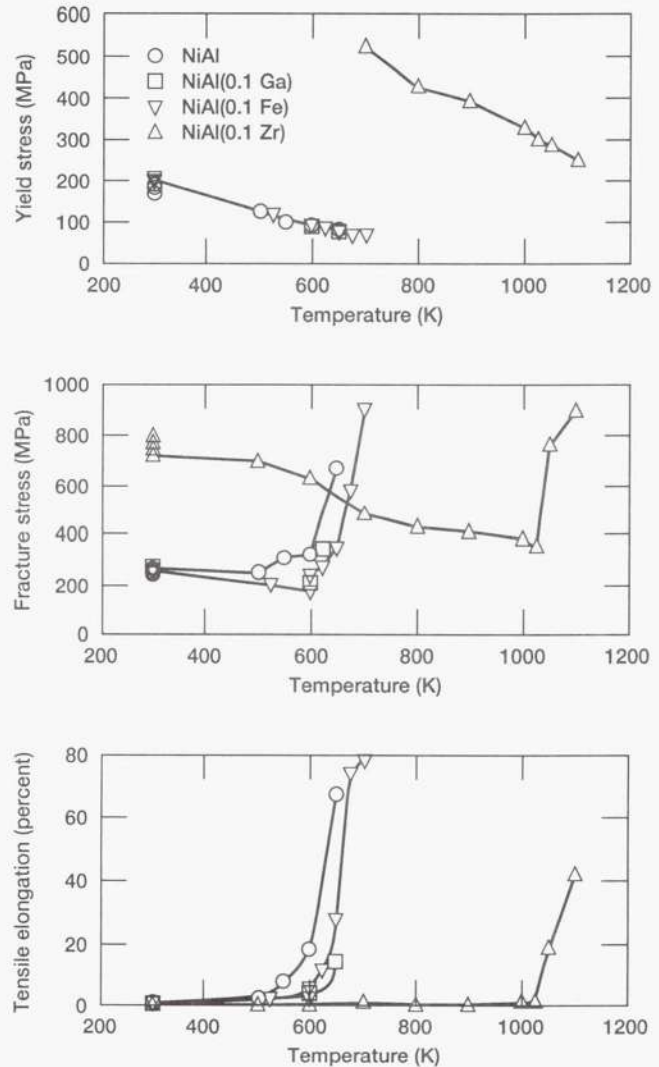 Yield stress (MPa)
600
500
400
300
200
100
0
NiAl
NiAl(0.1 Ga)
NiAl(0.1 Fe)
NiAl(0.1 Zr)
200 400 600 800 1000 1200
Temperature (K)
Fracture stress (MPa)
1000
800
600
400
200
0
200 400 600 800 1000 1200
Temperature (K)
Tensile elongation (percent)
80
60
40
20
0
200 400 600 800 1000 1200
Temperature (K)